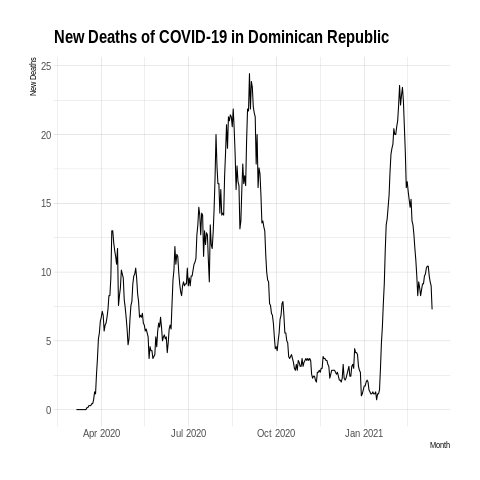 New Deaths of COVID-19 in Dominican Republic
New Deaths
25
20
15
10
5
0
Apr 2020 Jul 2020 Oct 2020 Jan 2021
Month